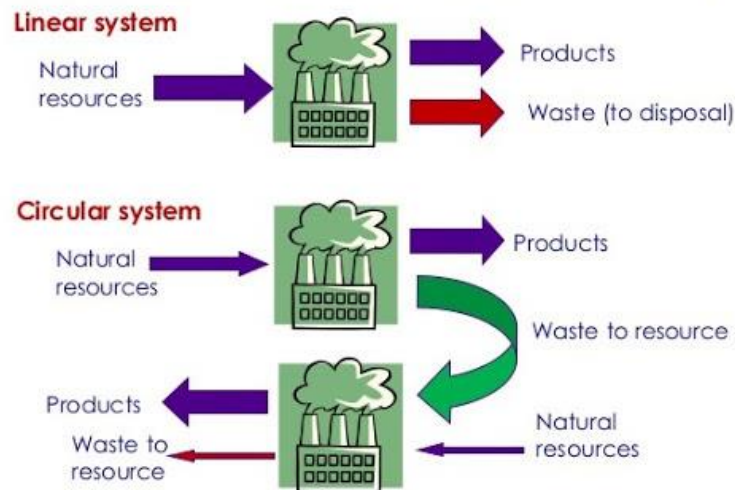 Linear system
Natural
resources
Products
Waste (to disposal)
Circular system
Natural
resources
Products
Waste to resource
Products
Waste to
resource
Natural
resources